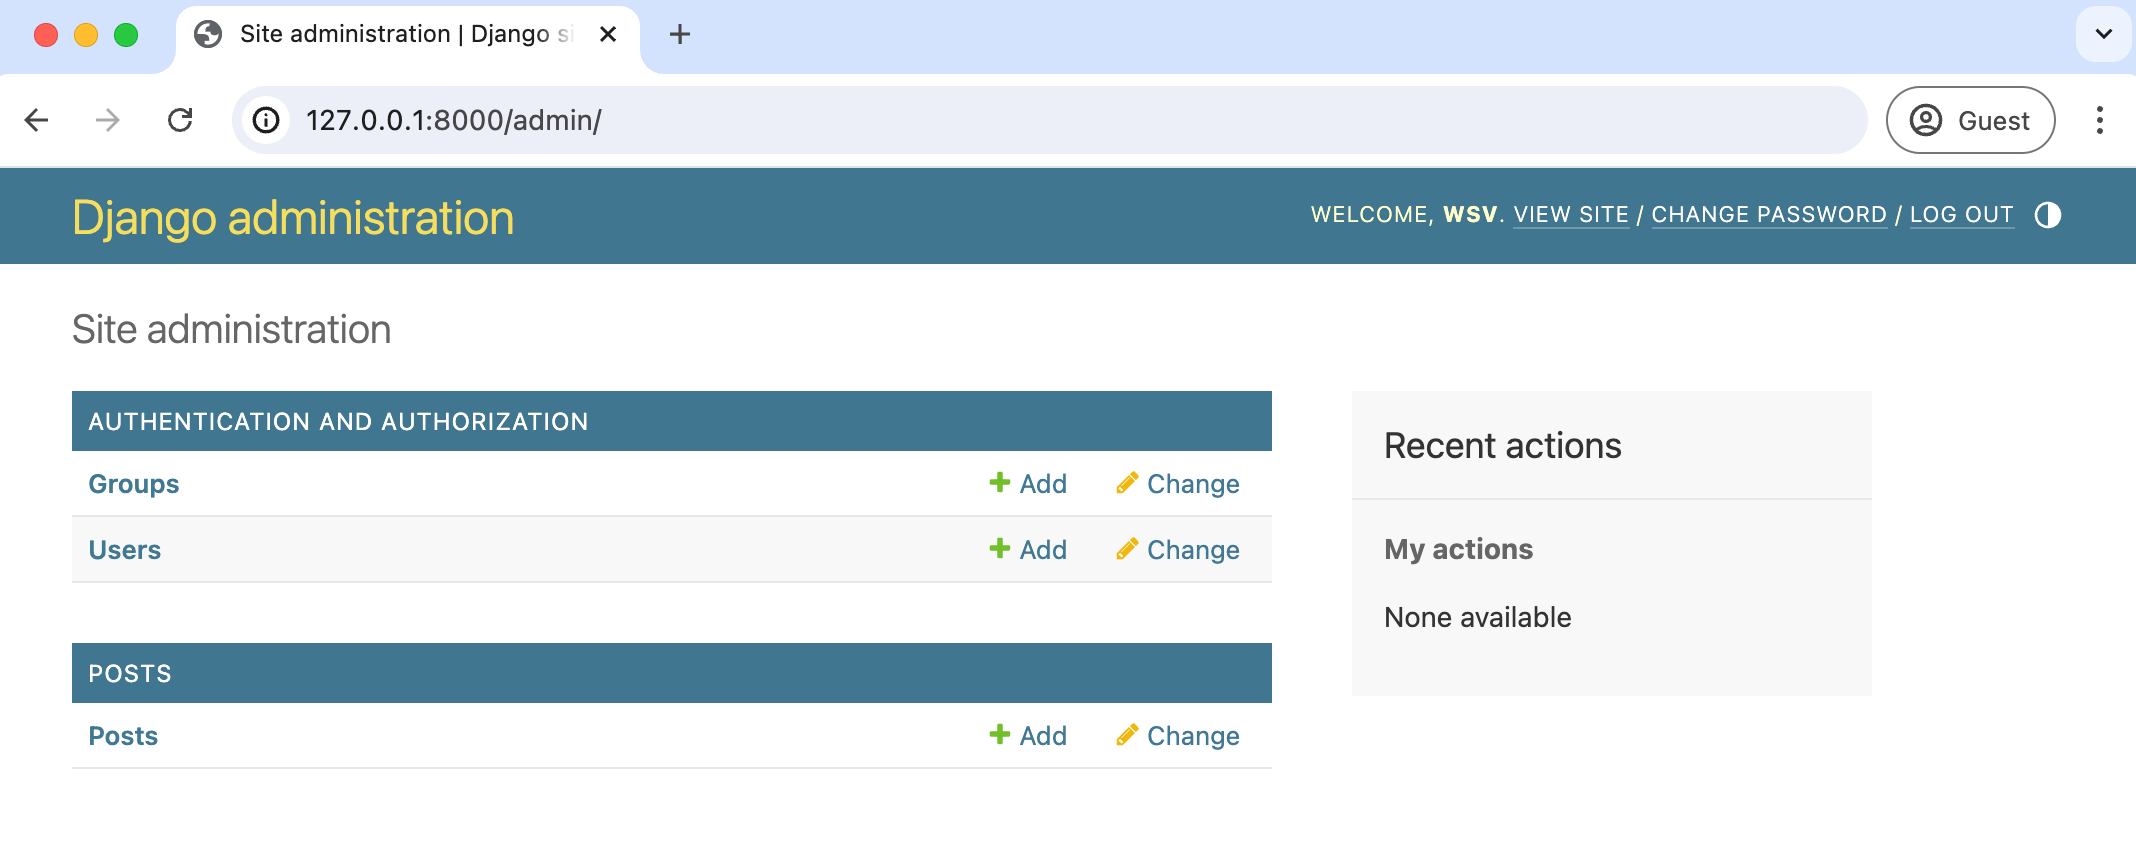 Site administration | Django si
127.0.0.1:8000/admin/
Guest
Django administration
WELCOME, WSV. VIEW SITE / CHANGE PASSWORD / LOG OUT
Site administration
AUTHENTICATION AND AUTHORIZATION
Groups Add Change
Users Add Change
POSTS
Posts Add Change
Recent actions
My actions
None available